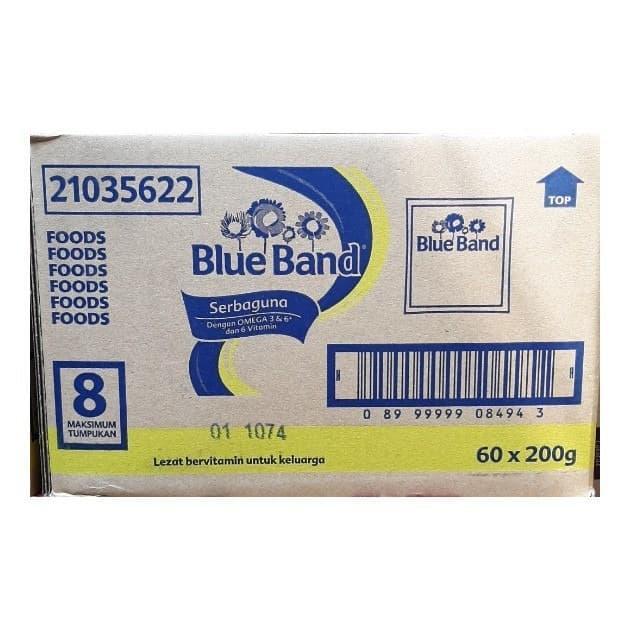 21035622
TOP
FOODS
FOODS
FOODS
FOODS
FOODS
FOODS
Blue Band®
Serbaguna
Dengan OMEGA 3 & 6*
dan 6 Vitamin
Blue Band
8
MAKSIMUM
TUMPUKAN
0 89 99999 08494 3
01 1074
Lezat bervitamin untuk keluarga
60 x 200g